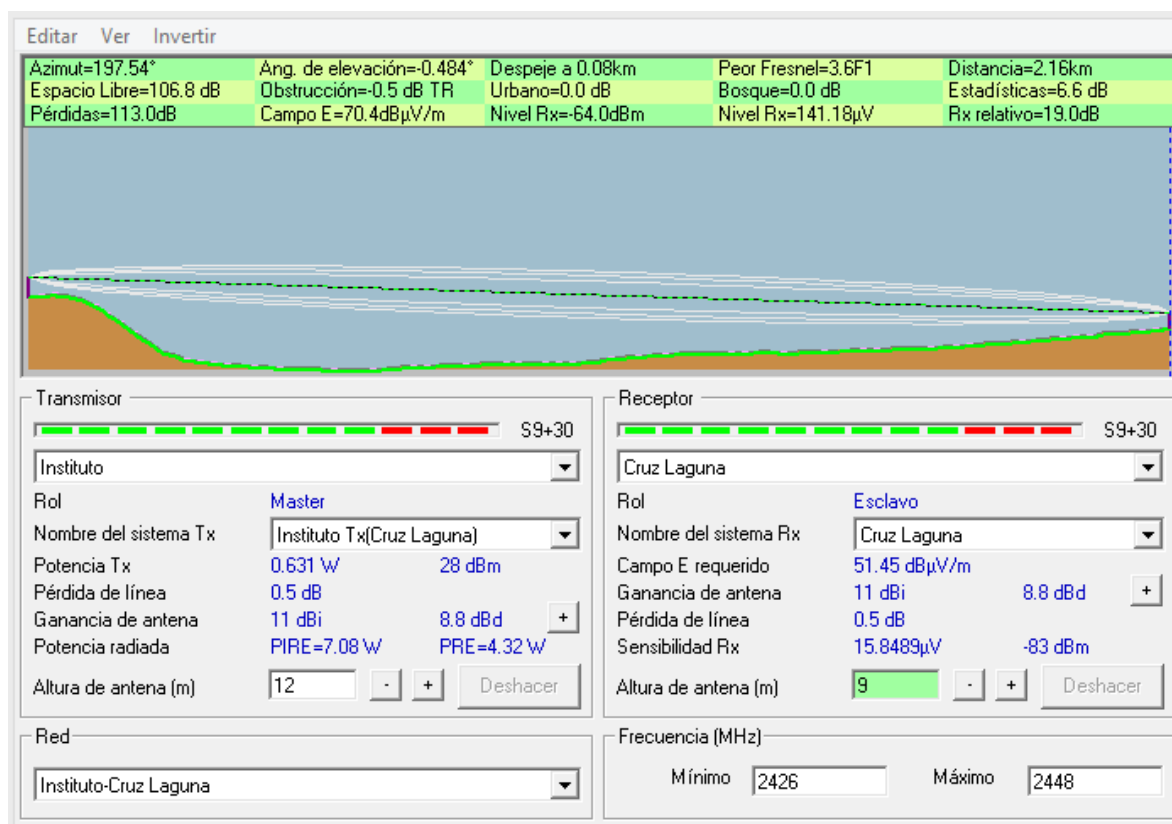 Editar Ver Invertir
Azimut=197.54° Ang. de elevación=-0.484° Despeje a 0.08km Peor Fresnel=3.6F1 Distancia=2.16km
Espacio Libre=106.8 dB Obstrucción=-0.5 dB TR Urbano=0.0 dB Bosque=0.0 dB Estadísticas=6.6 dB
Pérdidas=113.0dB Campo E=70.4dBµV/m Nivel Rx=-64.0dBm Nivel Rx=141.18µV Rx relativo=19.0dB
Transmisor
S9+30
Instituto
Rol Master
Nombre del sistema Tx Instituto Tx(Cruz Laguna)
Potencia Tx 0.631 W 28 dBm
Pérdida de línea 0.5 dB
Ganancia de antena 11 dBi 8.8 dBd +
Potencia radiada PIRE=7.08 W PRE=4.32 W
Altura de antena (m) 12 - + Deshacer
Receptor
S9+30
Cruz Laguna
Rol Esclavo
Nombre del sistema Rx Cruz Laguna
Campo E requerido 51.45 dBµV/m
Ganancia de antena 11 dBi 8.8 dBd +
Pérdida de línea 0.5 dB
Sensibilidad Rx 15.8489µV -83 dBm
Altura de antena (m) 9 - + Deshacer
Red
Instituto-Cruz Laguna
Frecuencia (MHz)
Mínimo 2426 Máximo 2448